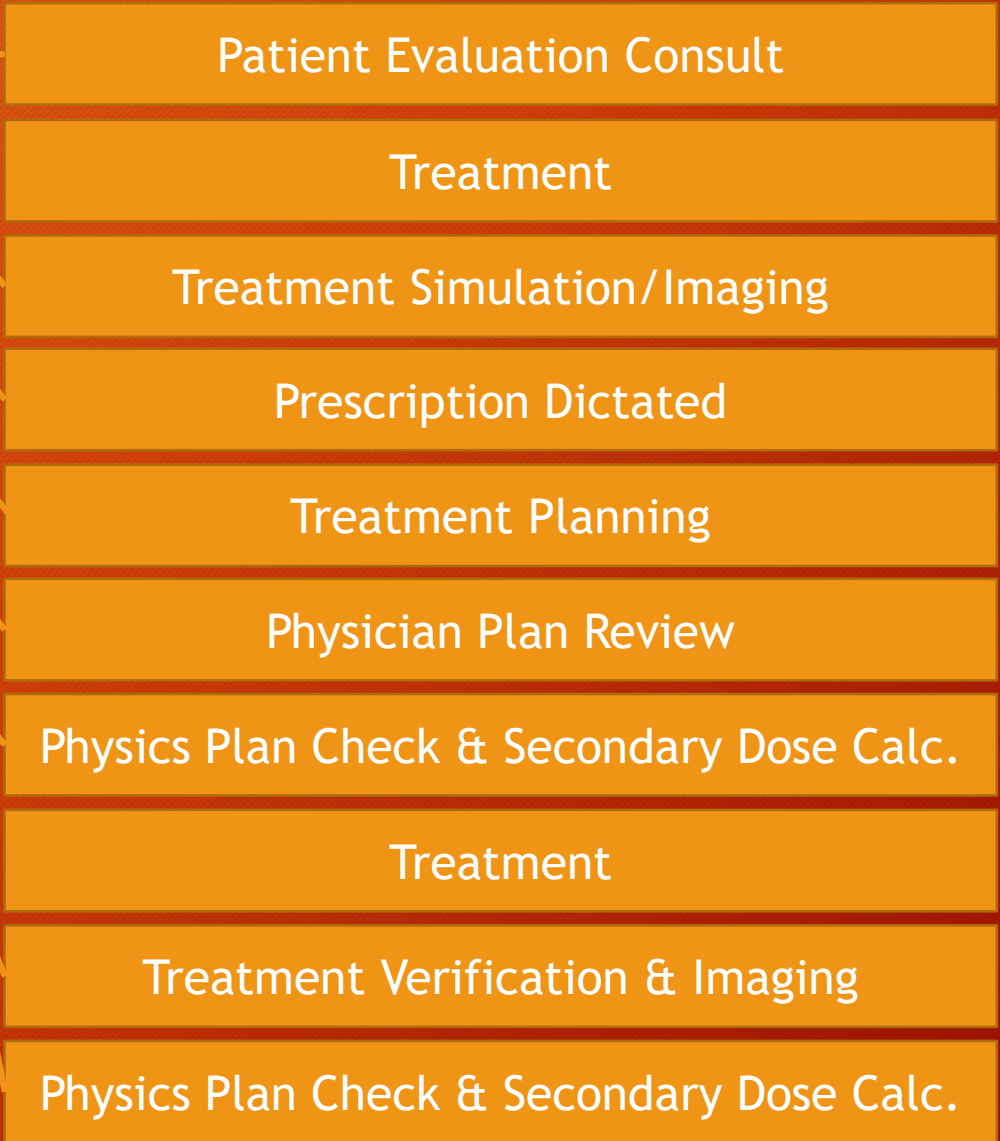 Patient Evaluation Consult
Treatment
Treatment Simulation/Imaging
Prescription Dictated
Treatment Planning
Physician Plan Review
Physics Plan Check & Secondary Dose Calc.
Treatment
Treatment Verification & Imaging
Physics Plan Check & Secondary Dose Calc.